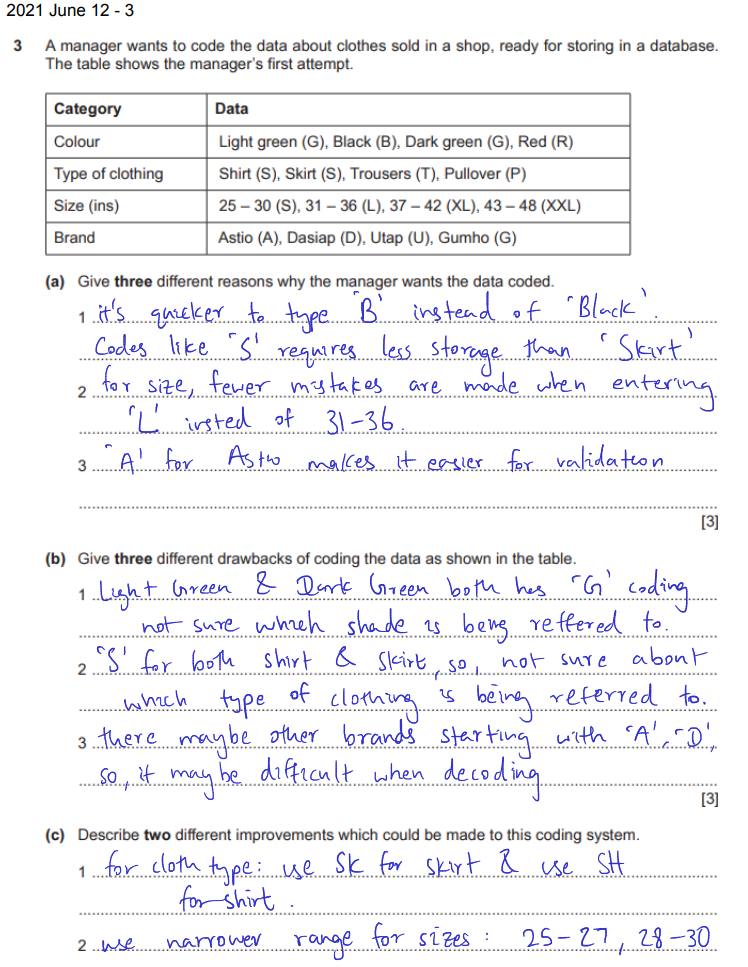 2021 June 12 - 3
3 A manager wants to code the data about clothes sold in a shop, ready for storing in a database.
The table shows the manager's first attempt.
Category Data
Colour Light green (G), Black (B), Dark green (G), Red (R)
Type of clothing Shirt (S), Skirt (S), Trousers (T), Pullover (P)
Size (ins) 25 – 30 (S), 31 – 36 (L), 37 – 42 (XL), 43 – 48 (XXL)
Brand Astio (A), Dasiap (D), Utap (U), Gumho (G)
(a) Give three different reasons why the manager wants the data coded.
1 it's quicker to type "B' instead of "Black'.
Codes like "S' requires less storage than 'Skirt'
2 for size, fewer mistakes are made when entering
"L' insted of 31-36.
3 "A' for Astio makes it easier for validation
[3]
(b) Give three different drawbacks of coding the data as shown in the table.
1 Light Green & Dark Green both has "G' coding
not sure which shade is being reffered to.
2 "S' for both shirt & skirt, so, not sure about
which type of clothing is being referred to.
3 there maybe other brands starting with "A', "D',
so, it may be difficult when decoding
[3]
(c) Describe two different improvements which could be made to this coding system.
1 for cloth type: use SK for skirt & use SH
for shirt.
2 use narrower range for sizes : 25-27, 28-30